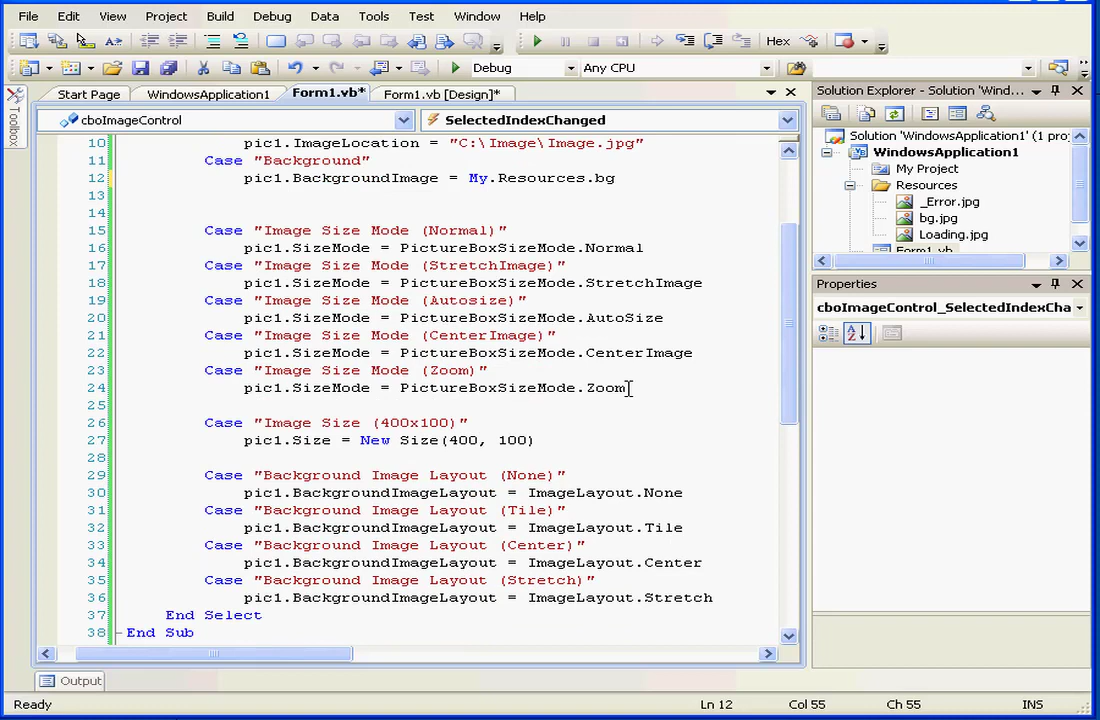 File Edit View Project Build Debug Data Tools Test Window Help
Hex
Debug Any CPU
Start Page WindowsApplication1 Form1.vb* Form1.vb [Design]*
Toolbox
cboImageControl SelectedIndexChanged
10 pic1.ImageLocation = "C:\Image\Image.jpg"
11 Case "Background"
12 pic1.BackgroundImage = My.Resources.bg
13
14
15 Case "Image Size Mode (Normal)"
16 pic1.SizeMode = PictureBoxSizeMode.Normal
17 Case "Image Size Mode (StretchImage)"
18 pic1.SizeMode = PictureBoxSizeMode.StretchImage
19 Case "Image Size Mode (Autosize)"
20 pic1.SizeMode = PictureBoxSizeMode.AutoSize
21 Case "Image Size Mode (CenterImage)"
22 pic1.SizeMode = PictureBoxSizeMode.CenterImage
23 Case "Image Size Mode (Zoom)"
24 pic1.SizeMode = PictureBoxSizeMode.Zoom
25
26 Case "Image Size (400x100)"
27 pic1.Size = New Size(400, 100)
28
29 Case "Background Image Layout (None)"
30 pic1.BackgroundImageLayout = ImageLayout.None
31 Case "Background Image Layout (Tile)"
32 pic1.BackgroundImageLayout = ImageLayout.Tile
33 Case "Background Image Layout (Center)"
34 pic1.BackgroundImageLayout = ImageLayout.Center
35 Case "Background Image Layout (Stretch)"
36 pic1.BackgroundImageLayout = ImageLayout.Stretch
37 End Select
38 End Sub
Solution Explorer - Solution 'Wind...
Solution 'WindowsApplication1' (1 pro
WindowsApplication1
My Project
Resources
_Error.jpg
bg.jpg
Loading.jpg
Form1.vb
Properties
cboImageControl_SelectedIndexCha
Output
Ready Ln 12 Col 55 Ch 55 INS